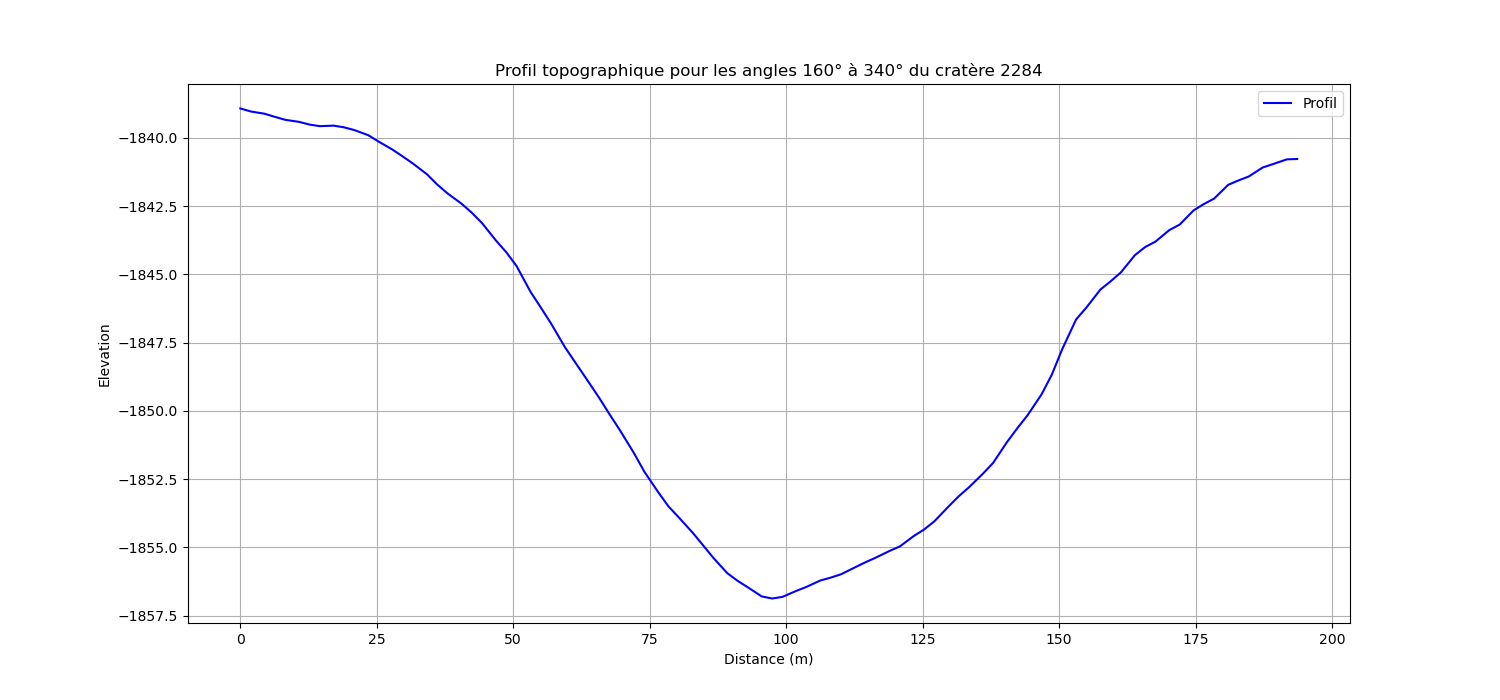 Profil topographique pour les angles 160° à 340° du cratère 2284
Profil
−1840.0
−1842.5
−1845.0
−1847.5
−1850.0
−1852.5
−1855.0
−1857.5
Elevation
0 25 50 75 100 125 150 175 200
Distance (m)